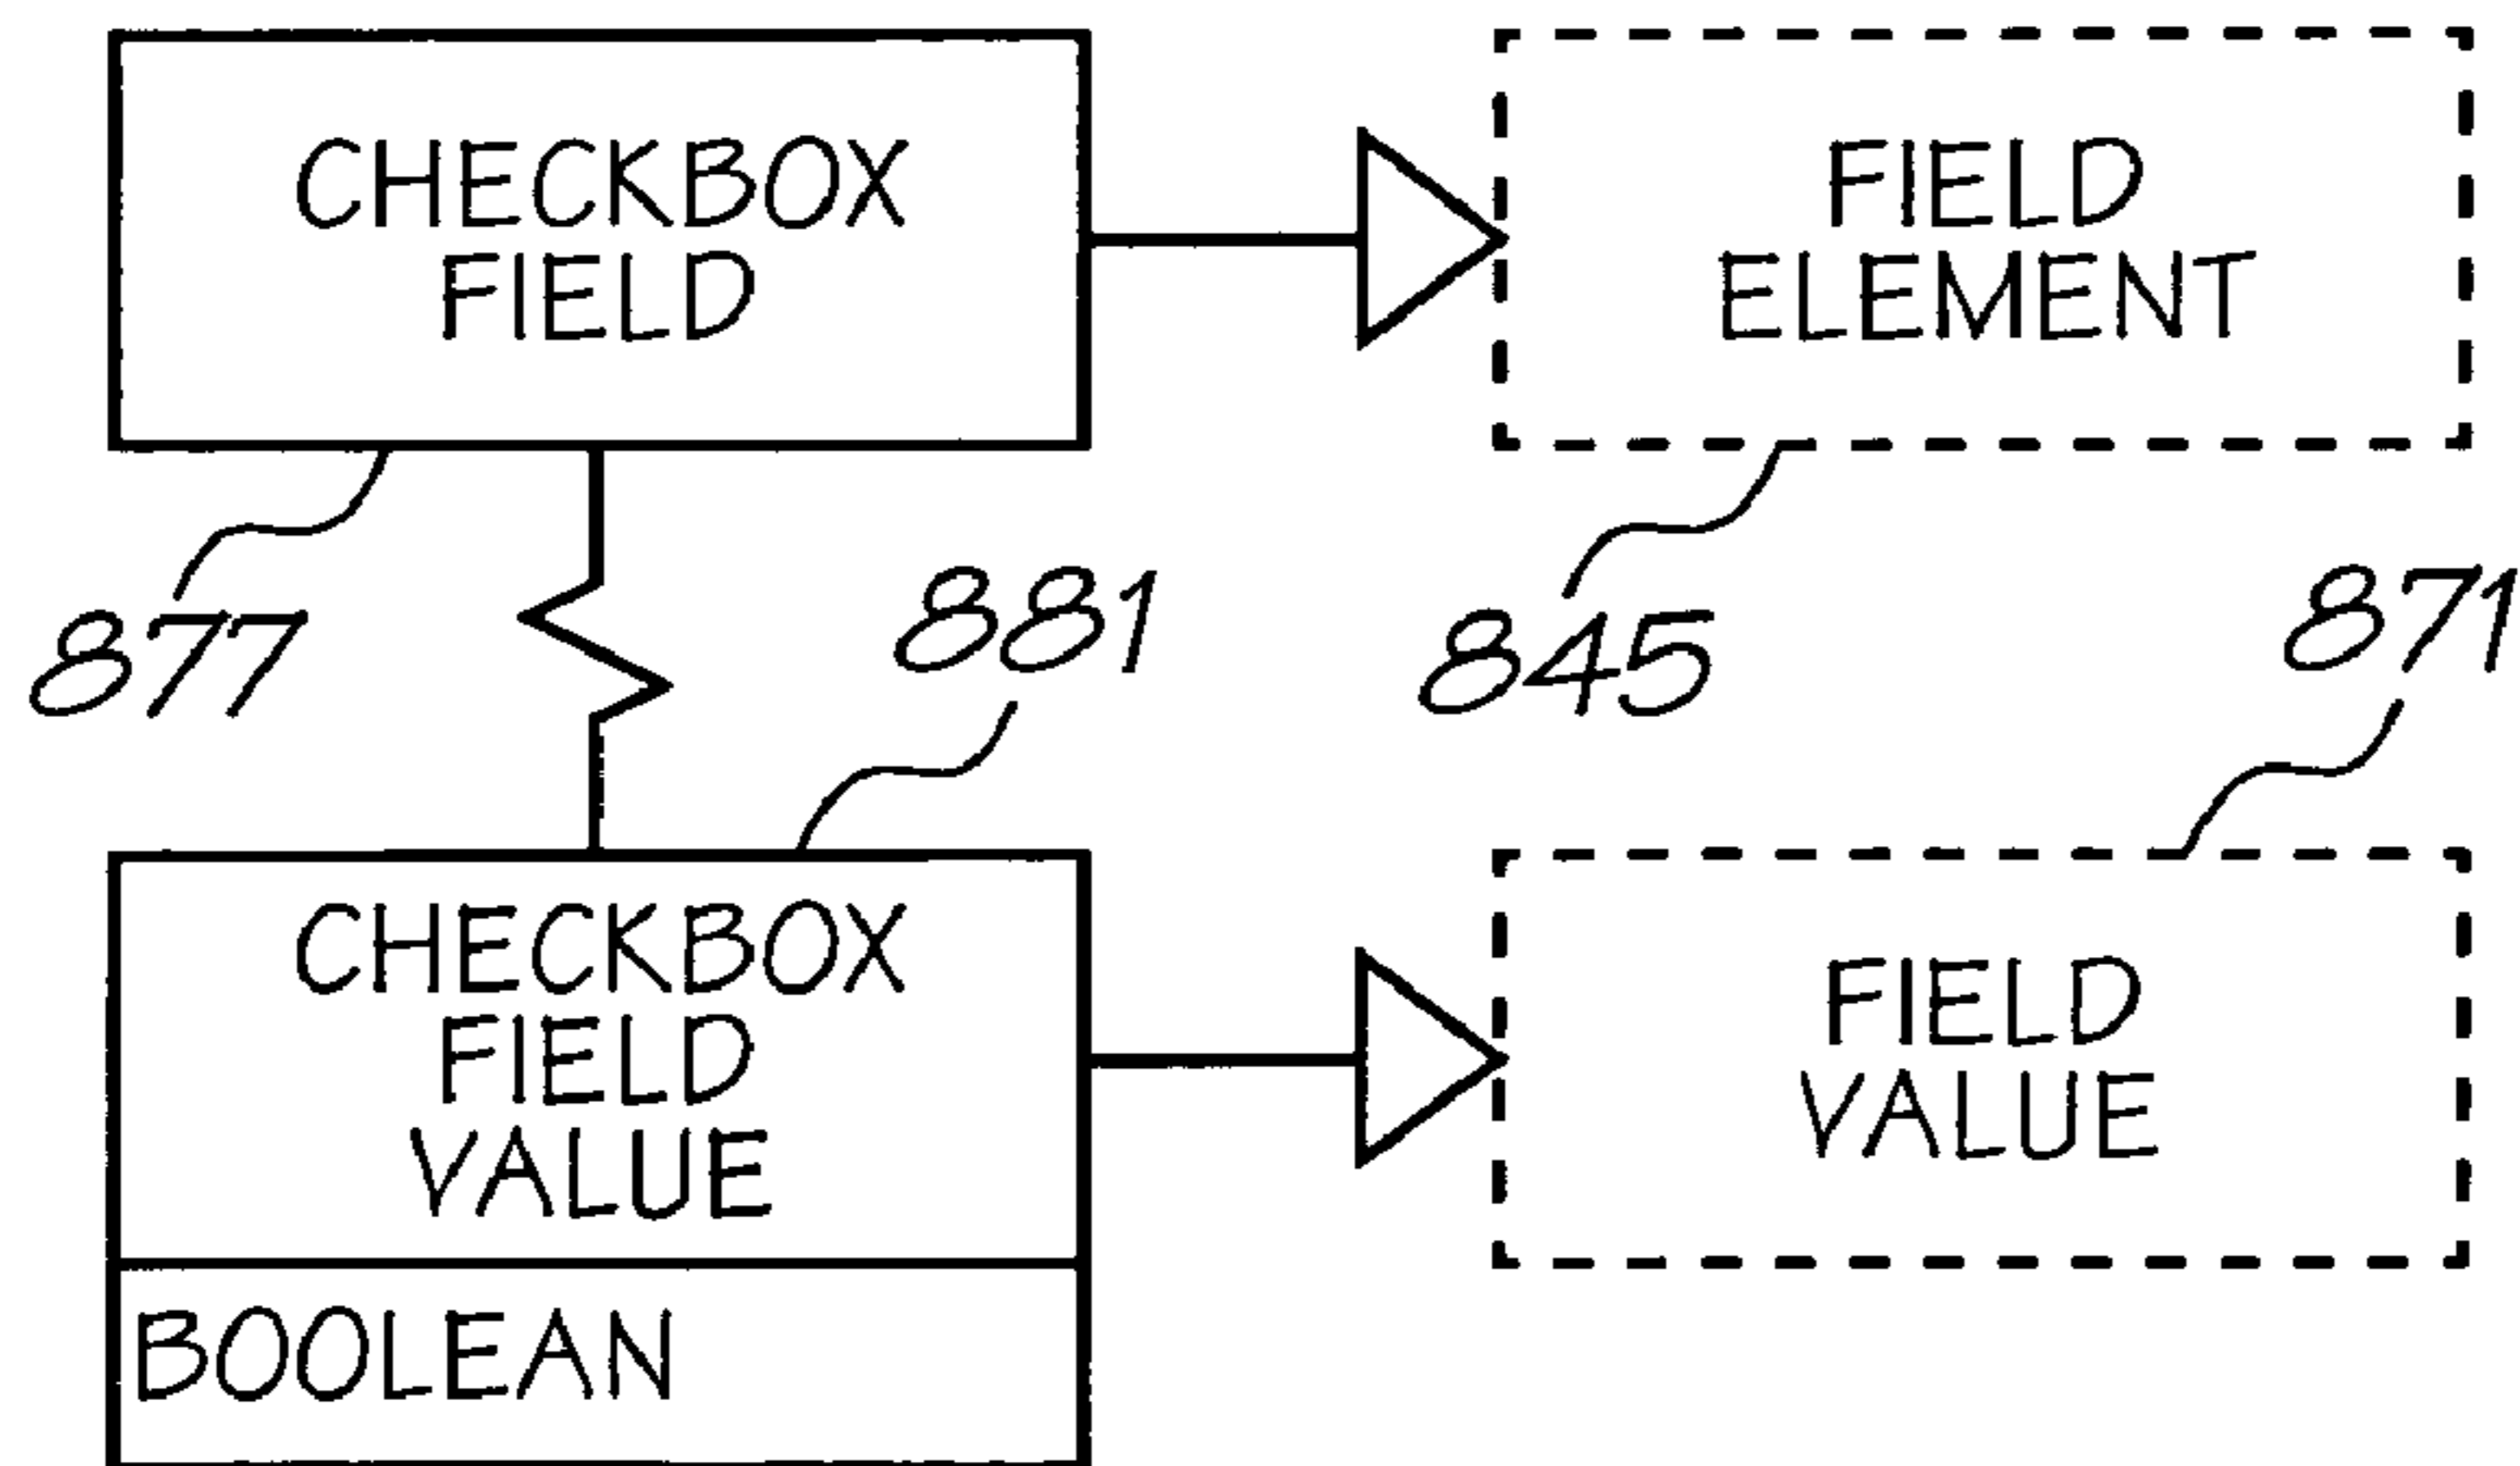 CHECKBOX
FIELD
FIELD
ELEMENT
877
881
845
871
CHECKBOX
FIELD
VALUE
FIELD
VALUE
BOOLEAN